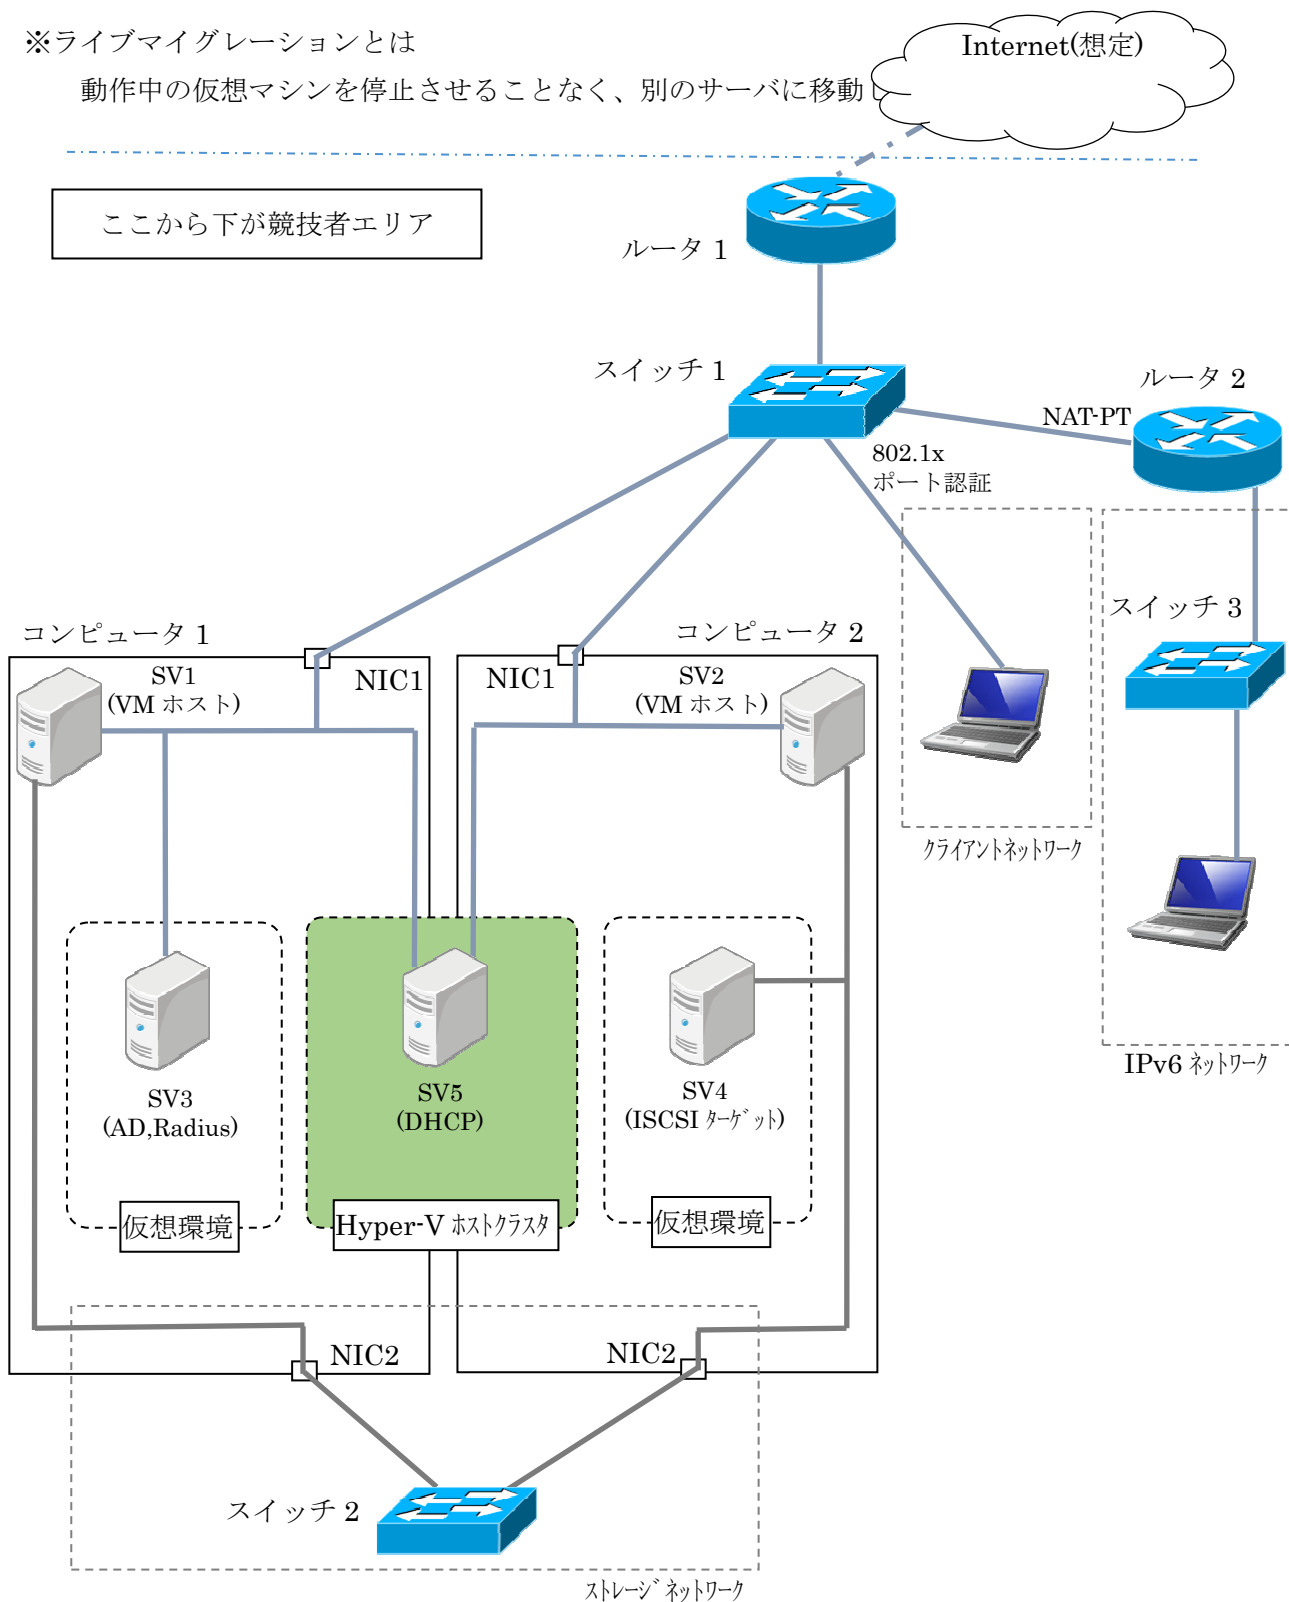 ※ライブマイグレーションとは
Internet(想定)
動作中の仮想マシンを停止させることなく、別のサーバに移動
ここから下が競技者エリア
ルータ 1
スイッチ 1
ルータ 2
NAT-PT
802.1x
ポート認証
スイッチ 3
コンピュータ 1
コンピュータ 2
SV1
(VM ホスト)
NIC1
NIC1
SV2
(VM ホスト)
クライアントネットワーク
IPv6 ネットワーク
SV3
(AD,Radius)
SV5
(DHCP)
SV4
(ISCSI ターゲット)
仮想環境
Hyper-V ホストクラスタ
仮想環境
NIC2
NIC2
スイッチ 2
ストレージネットワーク